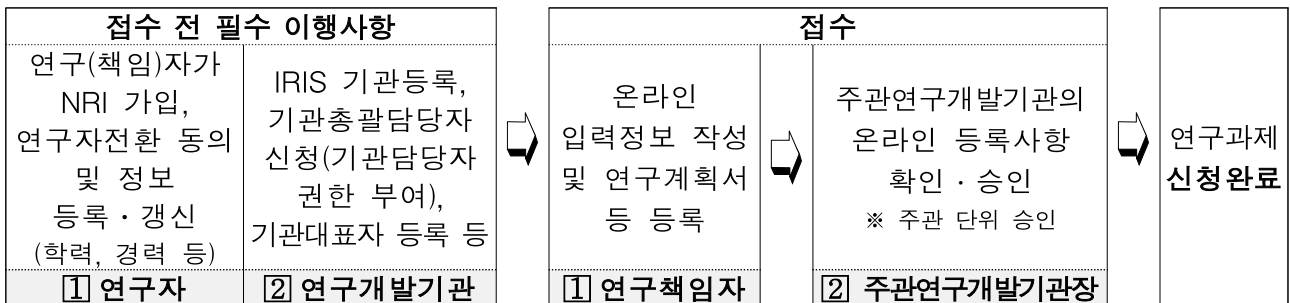 접수 전 필수 이행사항
연구(책임)자가
NRI 가입,
연구자전환 동의
및 정보
등록·갱신
(학력, 경력 등)
1 연구자
IRIS 기관등록,
기관총괄담당자
신청(기관담당자
권한 부여),
기관대표자 등록 등
2 연구개발기관
접수
온라인
입력정보 작성
및 연구계획서
등 등록
1 연구책임자
주관연구개발기관의
온라인 등록사항
확인·승인
※ 주관 단위 승인
2 주관연구개발기관장
연구과제
신청완료